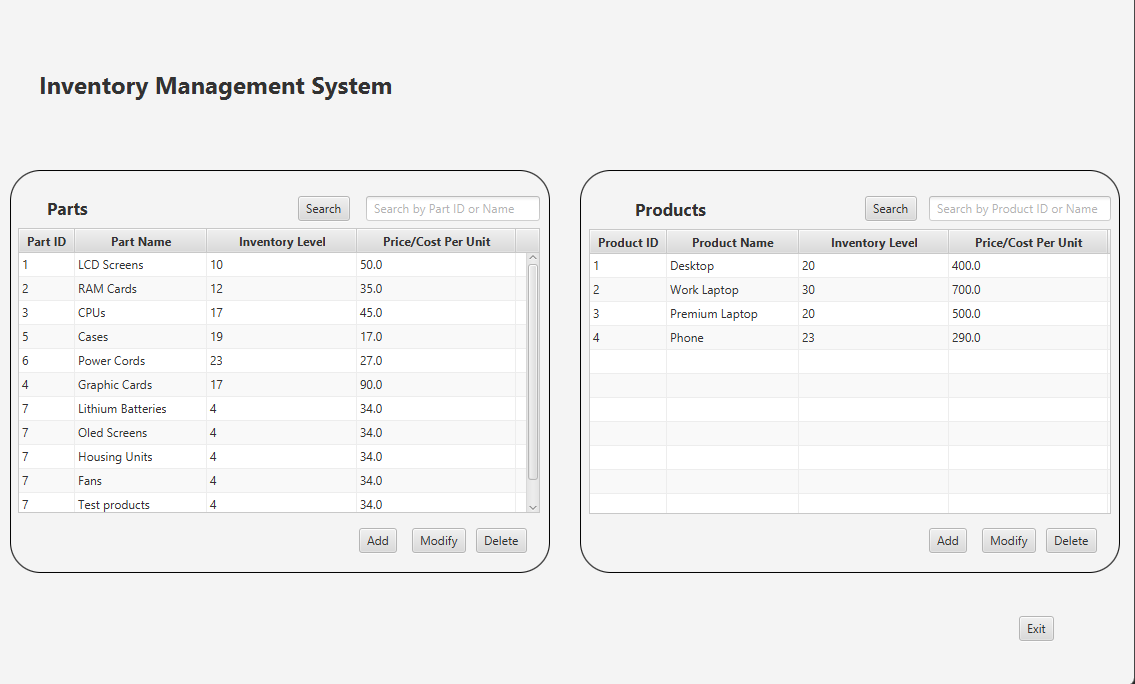 Inventory Management System
Parts
Search
Search by Part ID or Name
Part ID Part Name Inventory Level Price/Cost Per Unit
1 LCD Screens 10 50.0
2 RAM Cards 12 35.0
3 CPUs 17 45.0
5 Cases 19 17.0
6 Power Cords 23 27.0
4 Graphic Cards 17 90.0
7 Lithium Batteries 4 34.0
7 Oled Screens 4 34.0
7 Housing Units 4 34.0
7 Fans 4 34.0
7 Test products 4 34.0
Add Modify Delete
Products
Search
Search by Product ID or Name
Product ID Product Name Inventory Level Price/Cost Per Unit
1 Desktop 20 400.0
2 Work Laptop 30 700.0
3 Premium Laptop 20 500.0
4 Phone 23 290.0
Add Modify Delete
Exit